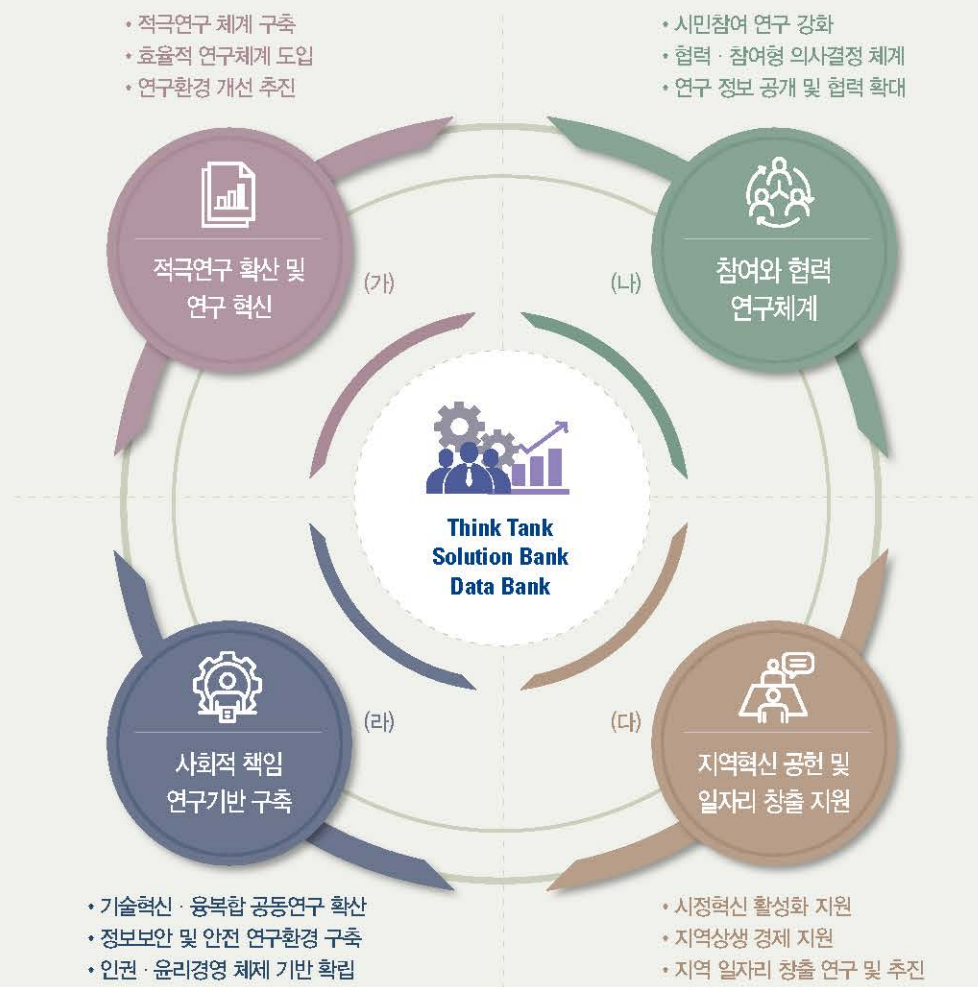 • 적극연구 체계 구축
• 효율적 연구체계 도입
• 연구환경 개선 추진
• 시민참여 연구 강화
• 협력 · 참여형 의사결정 체계
• 연구 정보 공개 및 협력 확대
적극연구 확산 및
연구 혁신
(가)
(나)
참여와 협력
연구체계
Think Tank
Solution Bank
Data Bank
사회적 책임
연구기반 구축
(라)
(다)
지역혁신 공헌 및
일자리 창출 지원
• 기술혁신 · 융복합 공동연구 확산
• 정보보안 및 안전 연구환경 구축
• 인권 · 윤리경영 체제 기반 확립
• 시정혁신 활성화 지원
• 지역상생 경제 지원
• 지역 일자리 창출 연구 및 추진